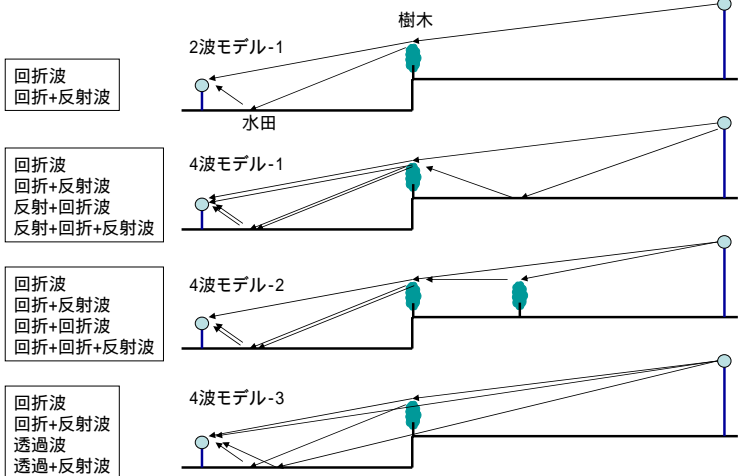 樹木
2波モデル-1
回折波
回折+反射波
水田
4波モデル-1
回折波
回折+反射波
反射+回折波
反射+回折+反射波
4波モデル-2
回折波
回折+反射波
回折+回折波
回折+回折+反射波
4波モデル-3
回折波
回折+反射波
透過波
透過+反射波